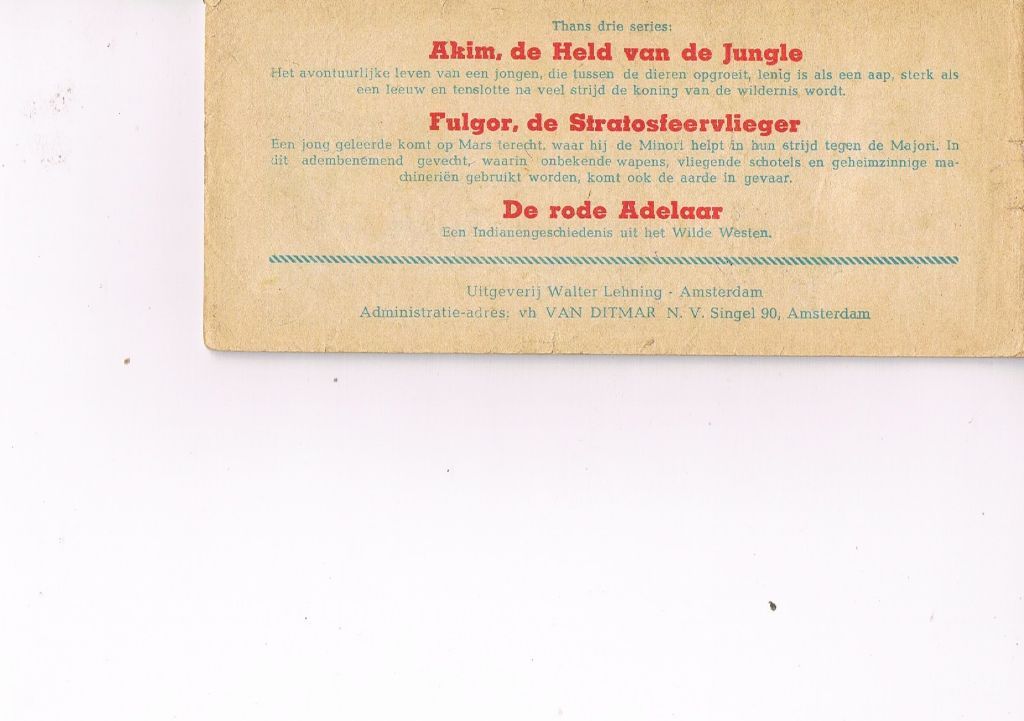 Thans drie series:
Akim, de Held van de Jungle
Het avontuurlijke leven van een jongen, die tussen de dieren opgroeit, lenig is als een aap, sterk als
een leeuw en tenslotte na veel strijd de koning van de wildernis wordt.
Fulgor, de Stratosfeervlieger
Een jong geleerde komt op Mars terecht, waar hij de Minori helpt in hun strijd tegen de Majori. In
dit adembenemend gevecht, waarin onbekende wapens, vliegende schotels en geheimzinnige ma-
chineriën gebruikt worden, komt ook de aarde in gevaar.
De rode Adelaar
Een Indianengeschiedenis uit het Wilde Westen.
Uitgeverij Walter Lehning - Amsterdam
Administratie-adres: vh VAN DITMAR N. V. Singel 90, Amsterdam